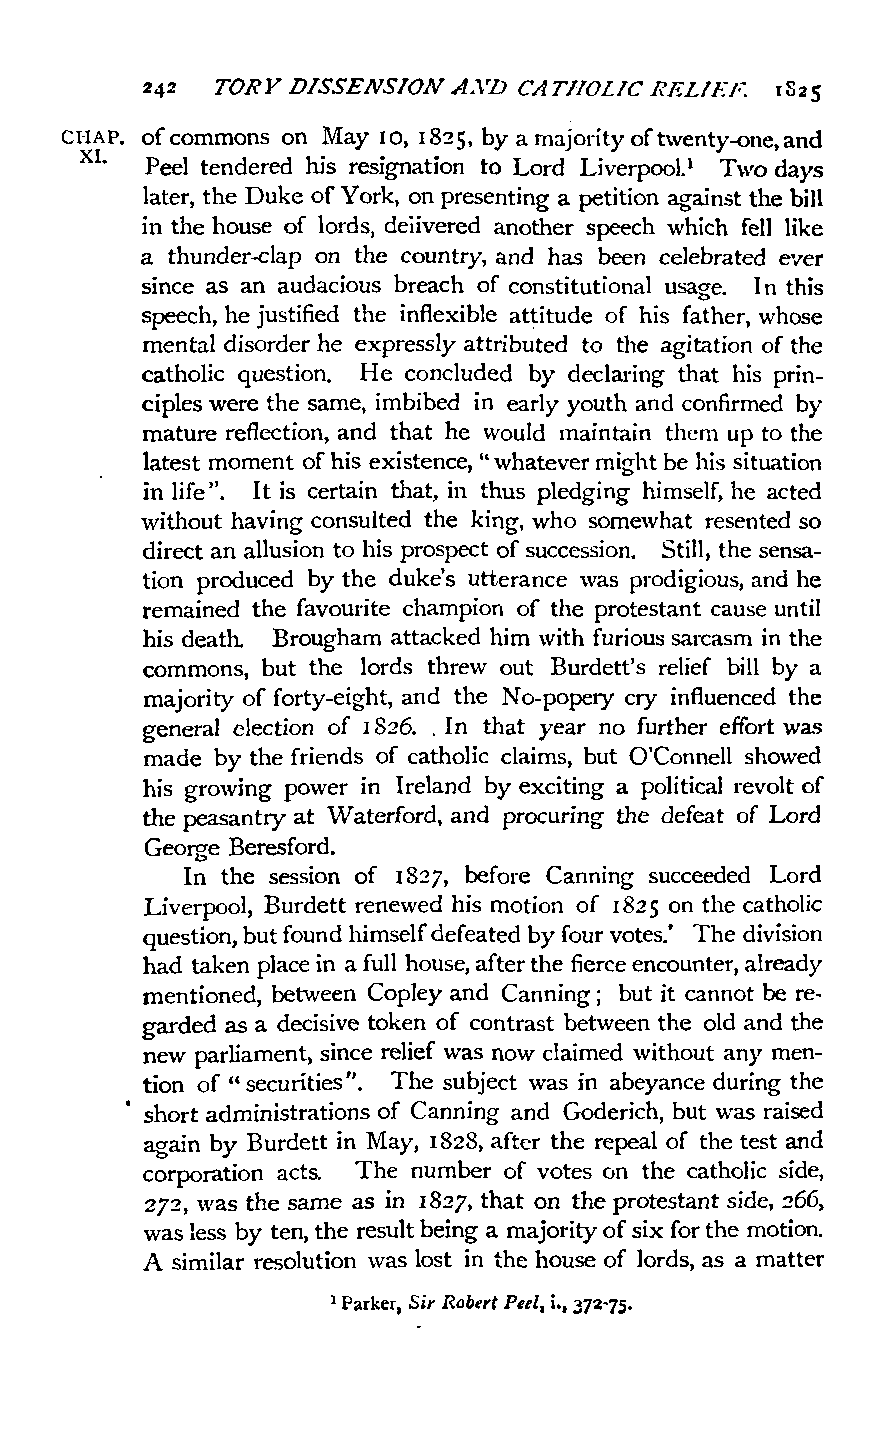 242 TORY DISSENSION AND CATHOLIC RELIEF. 1825
CHAP. of commons on May 10, 1825, by a majority of twenty-one, and
XI. Peel tendered his resignation to Lord Liverpool.¹ Two days
later, the Duke of York, on presenting a petition against the bill
in the house of lords, delivered another speech which fell like
a thunder-clap on the country, and has been celebrated ever
since as an audacious breach of constitutional usage. In this
speech, he justified the inflexible attitude of his father, whose
mental disorder he expressly attributed to the agitation of the
catholic question. He concluded by declaring that his prin-
ciples were the same, imbibed in early youth and confirmed by
mature reflection, and that he would maintain them up to the
latest moment of his existence, “whatever might be his situation
in life”. It is certain that, in thus pledging himself, he acted
without having consulted the king, who somewhat resented so
direct an allusion to his prospect of succession. Still, the sensa-
tion produced by the duke's utterance was prodigious, and he
remained the favourite champion of the protestant cause until
his death. Brougham attacked him with furious sarcasm in the
commons, but the lords threw out Burdett's relief bill by a
majority of forty-eight, and the No-popery cry influenced the
general election of 1826. In that year no further effort was
made by the friends of catholic claims, but O'Connell showed
his growing power in Ireland by exciting a political revolt of
the peasantry at Waterford, and procuring the defeat of Lord
George Beresford.
In the session of 1827, before Canning succeeded Lord
Liverpool, Burdett renewed his motion of 1825 on the catholic
question, but found himself defeated by four votes.' The division
had taken place in a full house, after the fierce encounter, already
mentioned, between Copley and Canning; but it cannot be re-
garded as a decisive token of contrast between the old and the
new parliament, since relief was now claimed without any men-
tion of “securities”. The subject was in abeyance during the
short administrations of Canning and Goderich, but was raised
again by Burdett in May, 1828, after the repeal of the test and
corporation acts. The number of votes on the catholic side,
272, was the same as in 1827, that on the protestant side, 266,
was less by ten, the result being a majority of six for the motion.
A similar resolution was lost in the house of lords, as a matter
¹ Parker, Sir Robert Peel, i., 372-75.